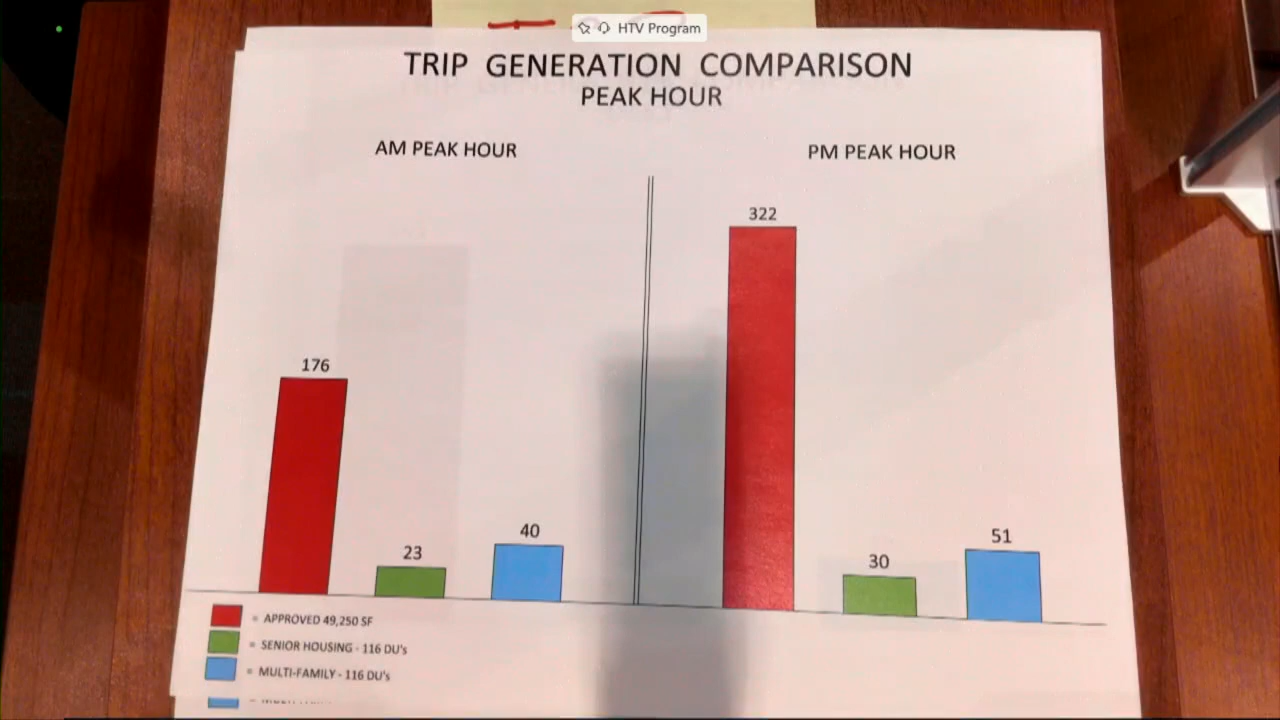 HTV Program
TRIP GENERATION COMPARISON
PEAK HOUR
AM PEAK HOUR
PM PEAK HOUR
322
176
40
23
51
30
= APPROVED 49,250 SF
= SENIOR HOUSING - 116 DU's
= MULTI-FAMILY - 116 DU's